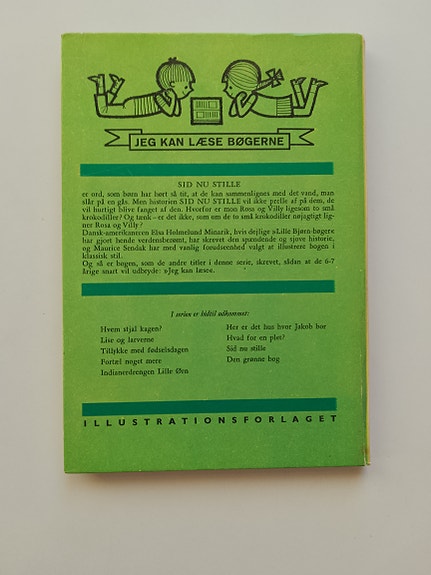 JEG KAN LÆSE BØGERNE
SID NU STILLE
er ord, som børn har hørt så tit, at de kan sammenlignes med det vand, man
slår på en gås. Men historien SID NU STILLE vil ikke prelle af på dem, de
vil hurtigt blive fanget af den. Hvorfor er mon Rosa og Villy ligesom to små
krokodiller? Og tænk – er det ikke, som om de to små krokodiller nøjagtigt lig-
ner Rosa og Villy?
Dansk-amerikaneren Elsa Holmelund Minarik, hvis dejlige »Lille Bjørn-bøger«
har gjort hende verdensberømt, har skrevet den spændende og sjove historie,
og Maurice Sendak har med vanlig forudseenhed valgt at illustrere bogen i
klassisk stil.
Og så er bogen, som de andre titler i denne serie, skrevet, sådan at de 6-7
årige snart vil udbryde: »Jeg kan læse«.
I serien er hidtil udkommet:
Hvem stjal kagen?
Lise og larverne
Tillykke med fødselsdagen
Fortæl noget mere
Indianerdrengen Lille Ørn
Her er det hus hvor Jakob bor
Hvad for en plet?
Sid nu stille
Den grønne bog
ILLUSTRATIONSFORLAGET